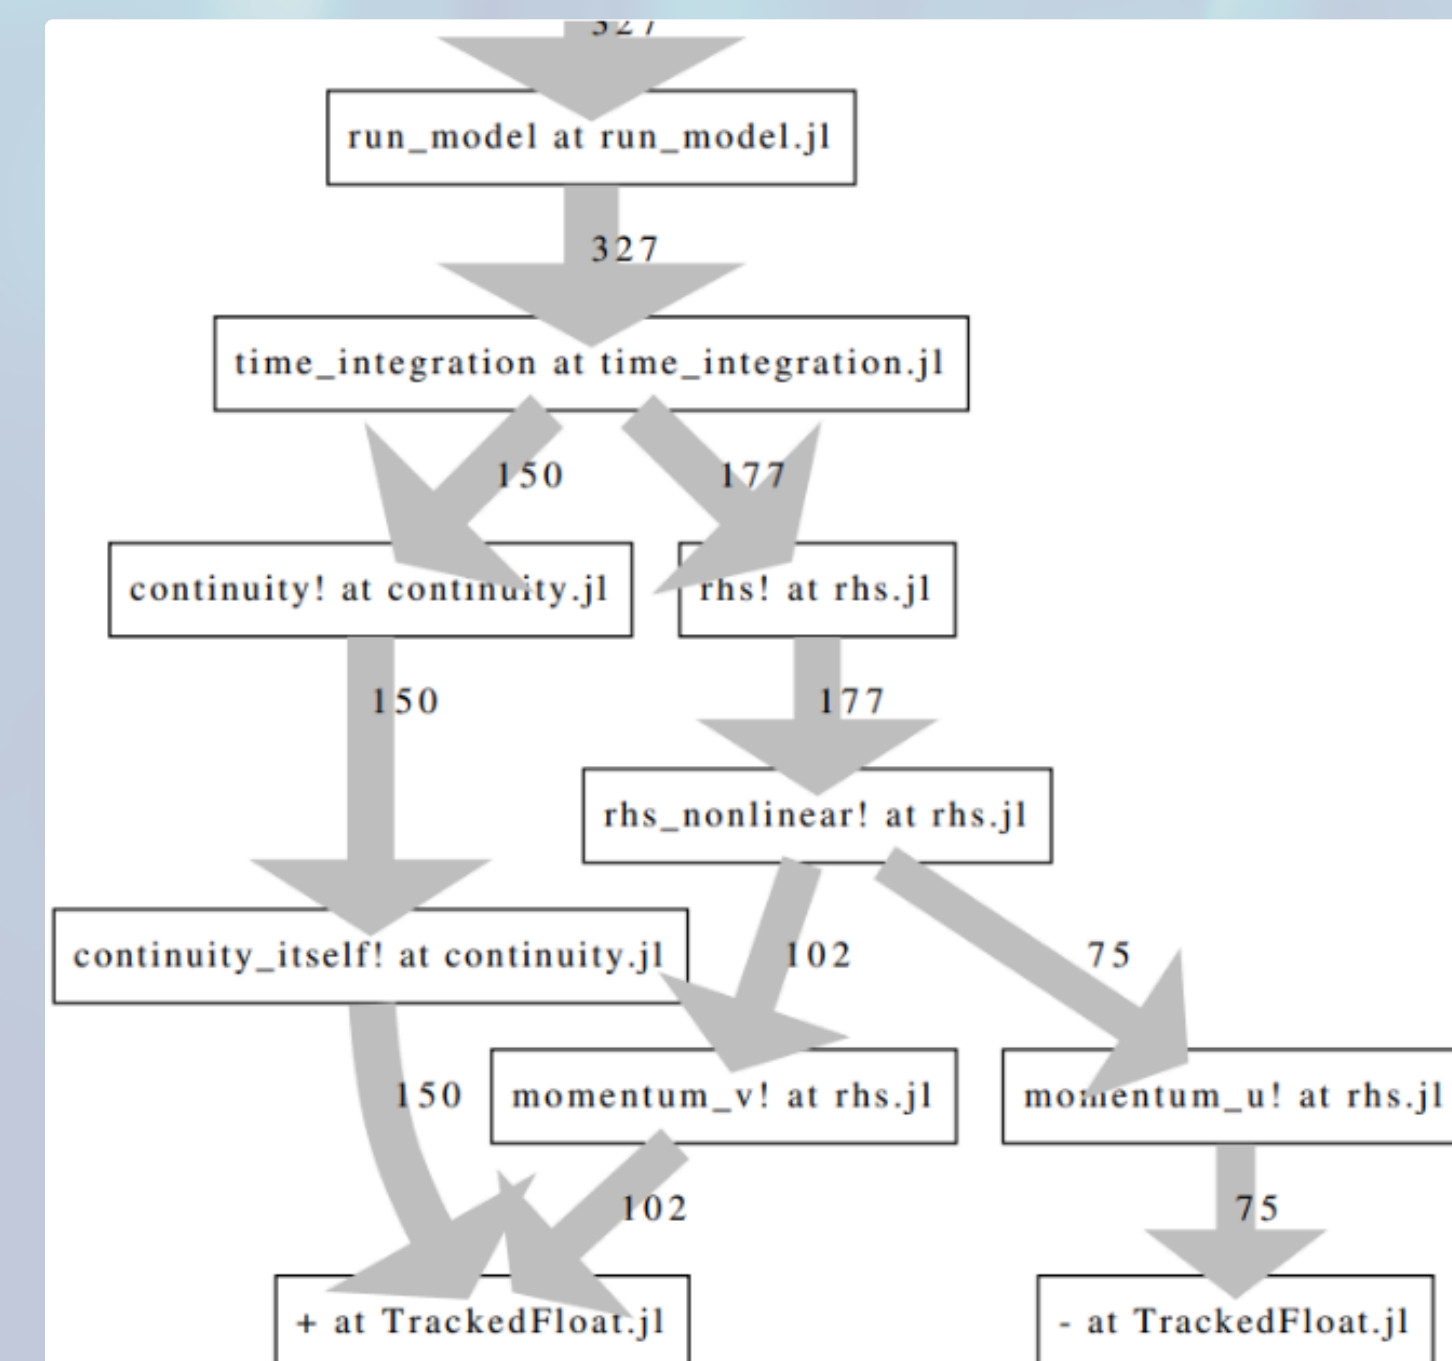 327
run_model at run_model.jl
327
time_integration at time_integration.jl
150
177
continuity! at continuity.jl
rhs! at rhs.jl
150
177
rhs_nonlinear! at rhs.jl
continuity_itself! at continuity.jl
102
75
150
momentum_v! at rhs.jl
momentum_u! at rhs.jl
102
75
+ at TrackedFloat.jl
- at TrackedFloat.jl